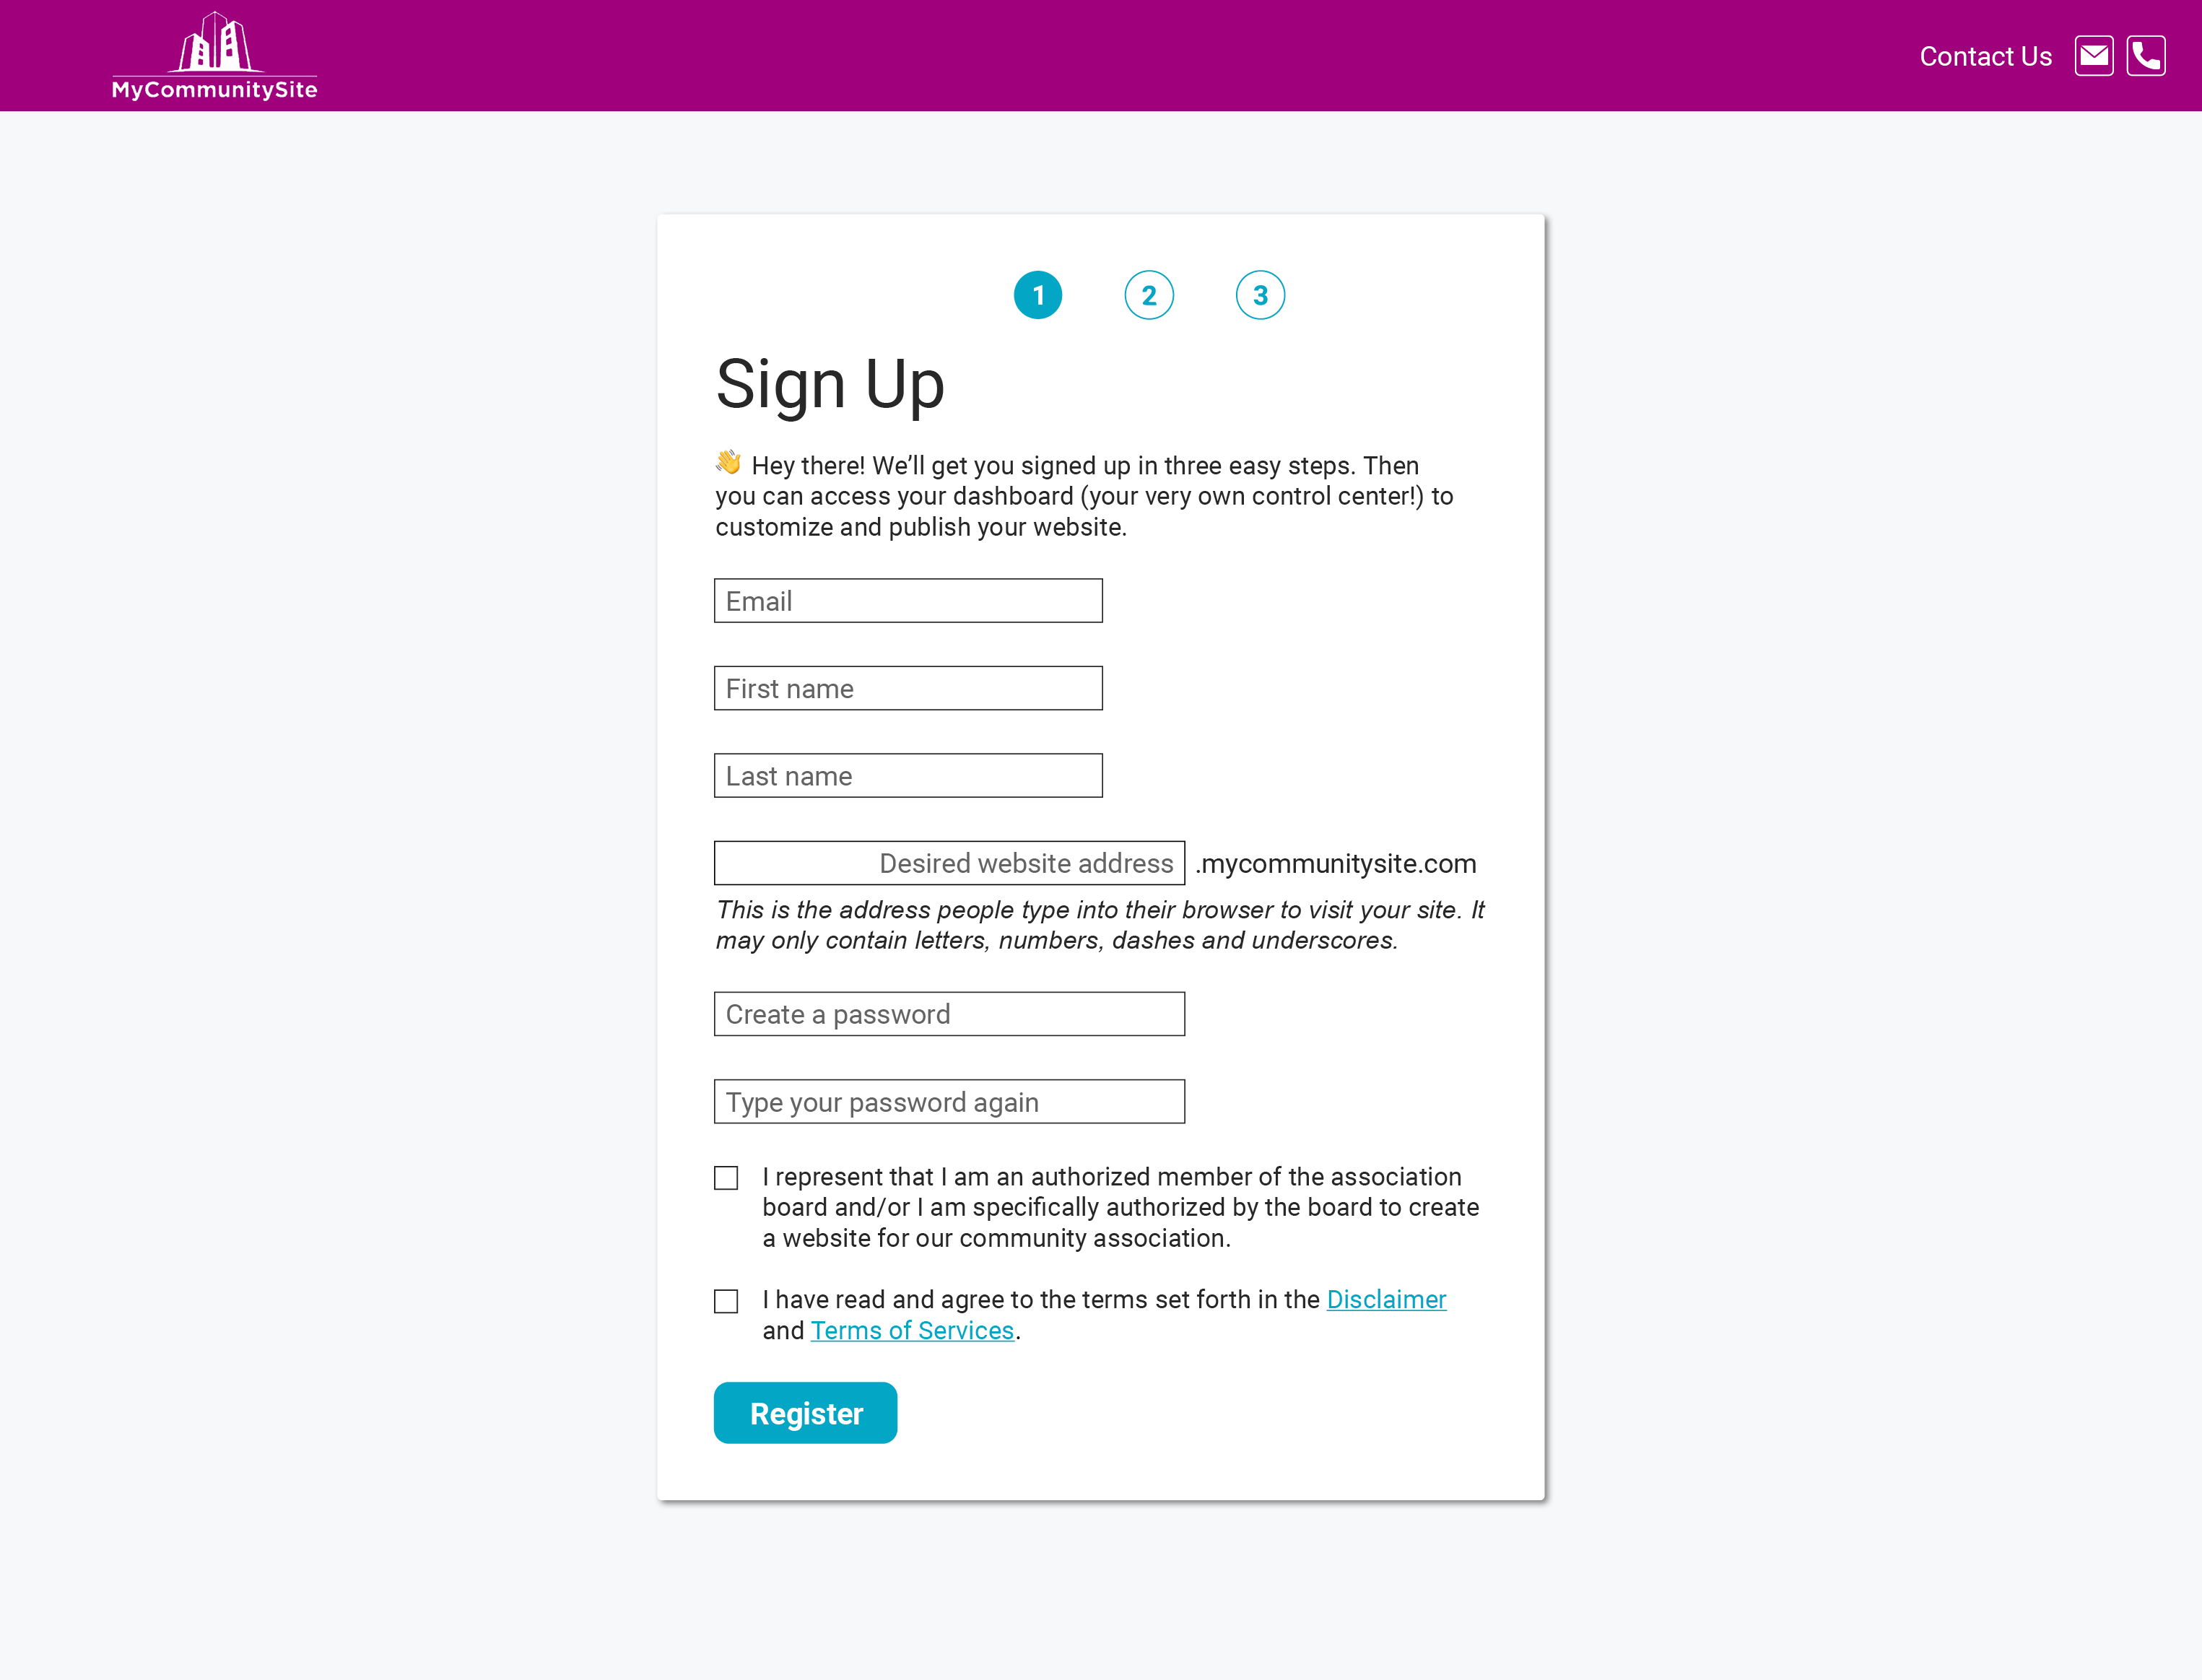 MyCommunitySite
Contact Us
1 2 3
Sign Up
👋 Hey there! We’ll get you signed up in three easy steps. Then
you can access your dashboard (your very own control center!) to
customize and publish your website.
Email
First name
Last name
Desired website address .mycommunitysite.com
This is the address people type into their browser to visit your site. It
may only contain letters, numbers, dashes and underscores.
Create a password
Type your password again
I represent that I am an authorized member of the association
board and/or I am specifically authorized by the board to create
a website for our community association.
I have read and agree to the terms set forth in the Disclaimer
and Terms of Services.
Register